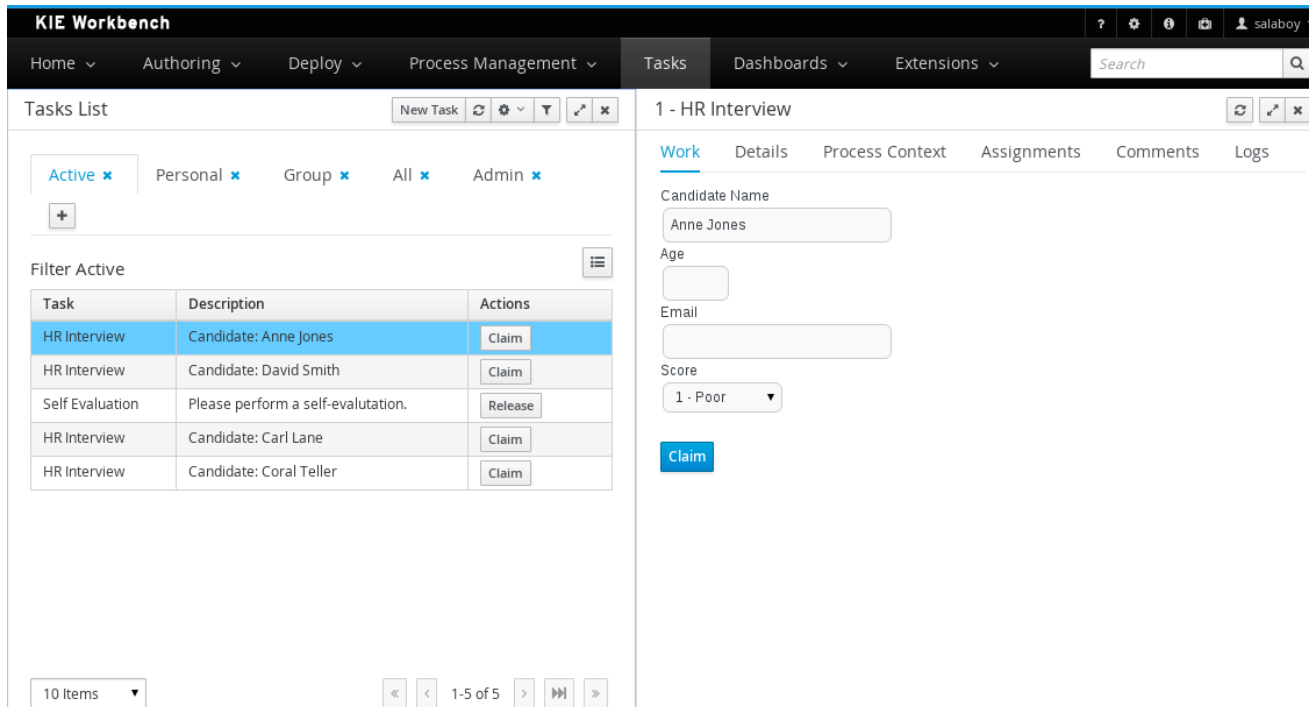 KIE Workbench
? salaboy
Home Authoring Deploy Process Management Tasks Dashboards Extensions Search
Tasks List New Task
1 - HR Interview
Active Personal Group All Admin
+
Work Details Process Context Assignments Comments Logs
Filter Active
Task Description Actions
HR Interview Candidate: Anne Jones Claim
HR Interview Candidate: David Smith Claim
Self Evaluation Please perform a self-evalutation. Release
HR Interview Candidate: Carl Lane Claim
HR Interview Candidate: Coral Teller Claim
10 Items 1-5 of 5
Candidate Name
Anne Jones
Age
Email
Score
1 - Poor
Claim